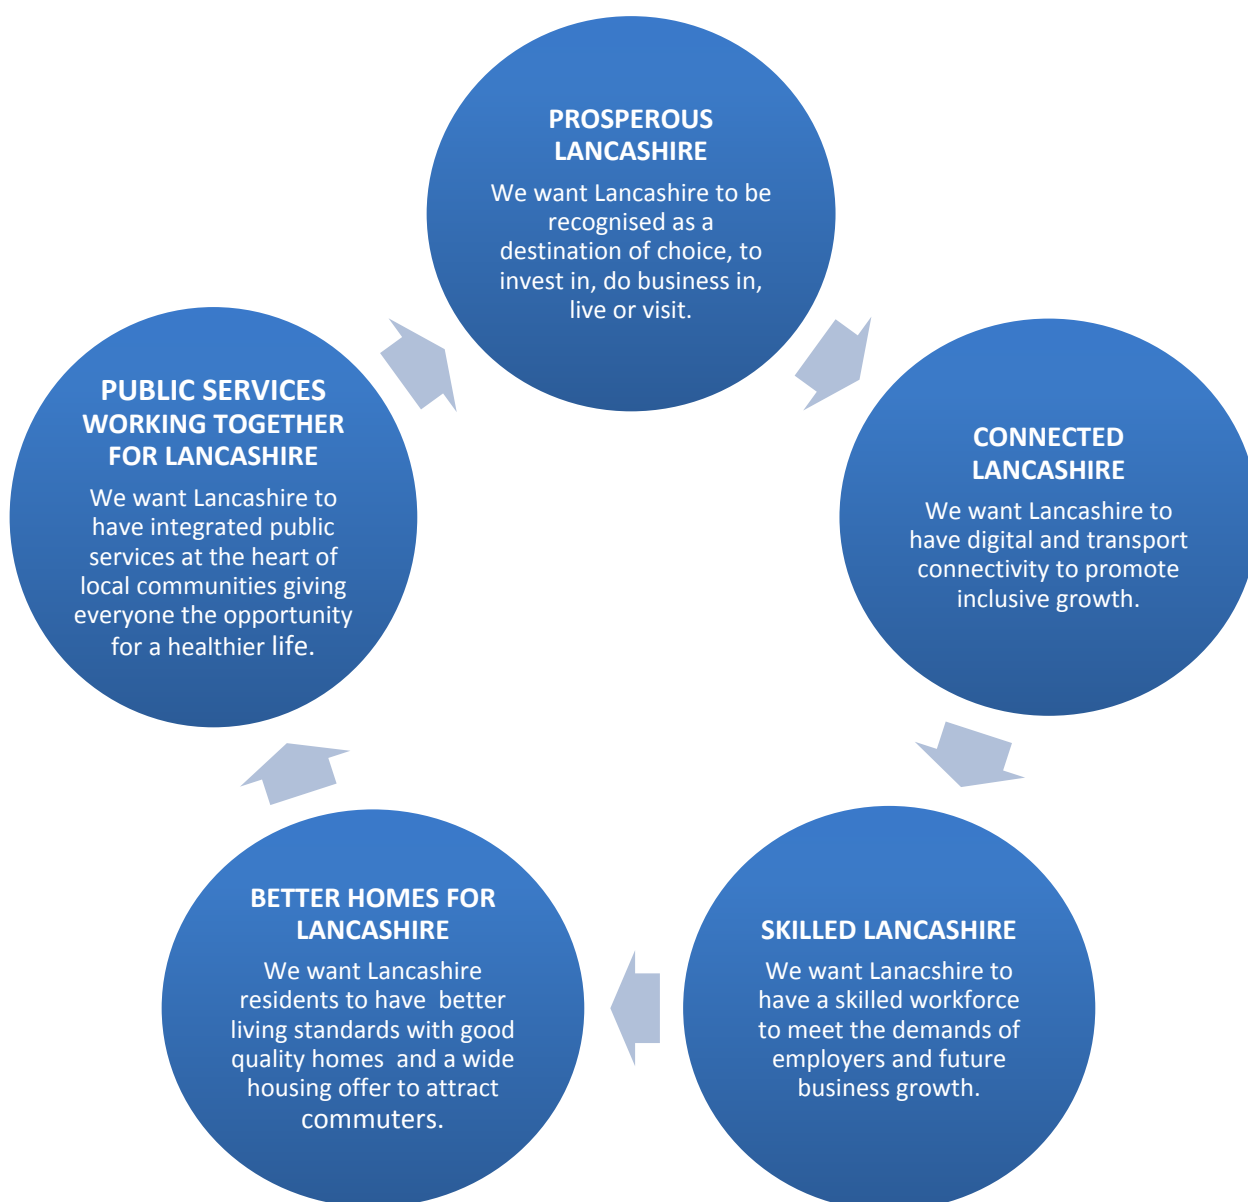 PROSPEROUS
LANCASHIRE
We want Lancashire to be
recognised as a
destination of choice, to
invest in, do business in,
live or visit.
CONNECTED
LANCASHIRE
We want Lancashire to
have digital and transport
connectivity to promote
inclusive growth.
SKILLED LANCASHIRE
We want Lanacshire to
have a skilled workforce
to meet the demands of
employers and future
business growth.
BETTER HOMES FOR
LANCASHIRE
We want Lancashire
residents to have  better
living standards with good
quality homes  and a wide
housing offer to attract
commuters.
PUBLIC SERVICES
WORKING TOGETHER
FOR LANCASHIRE
We want Lancashire to
have integrated public
services at the heart of
local communities giving
everyone the opportunity
for a healthier life.